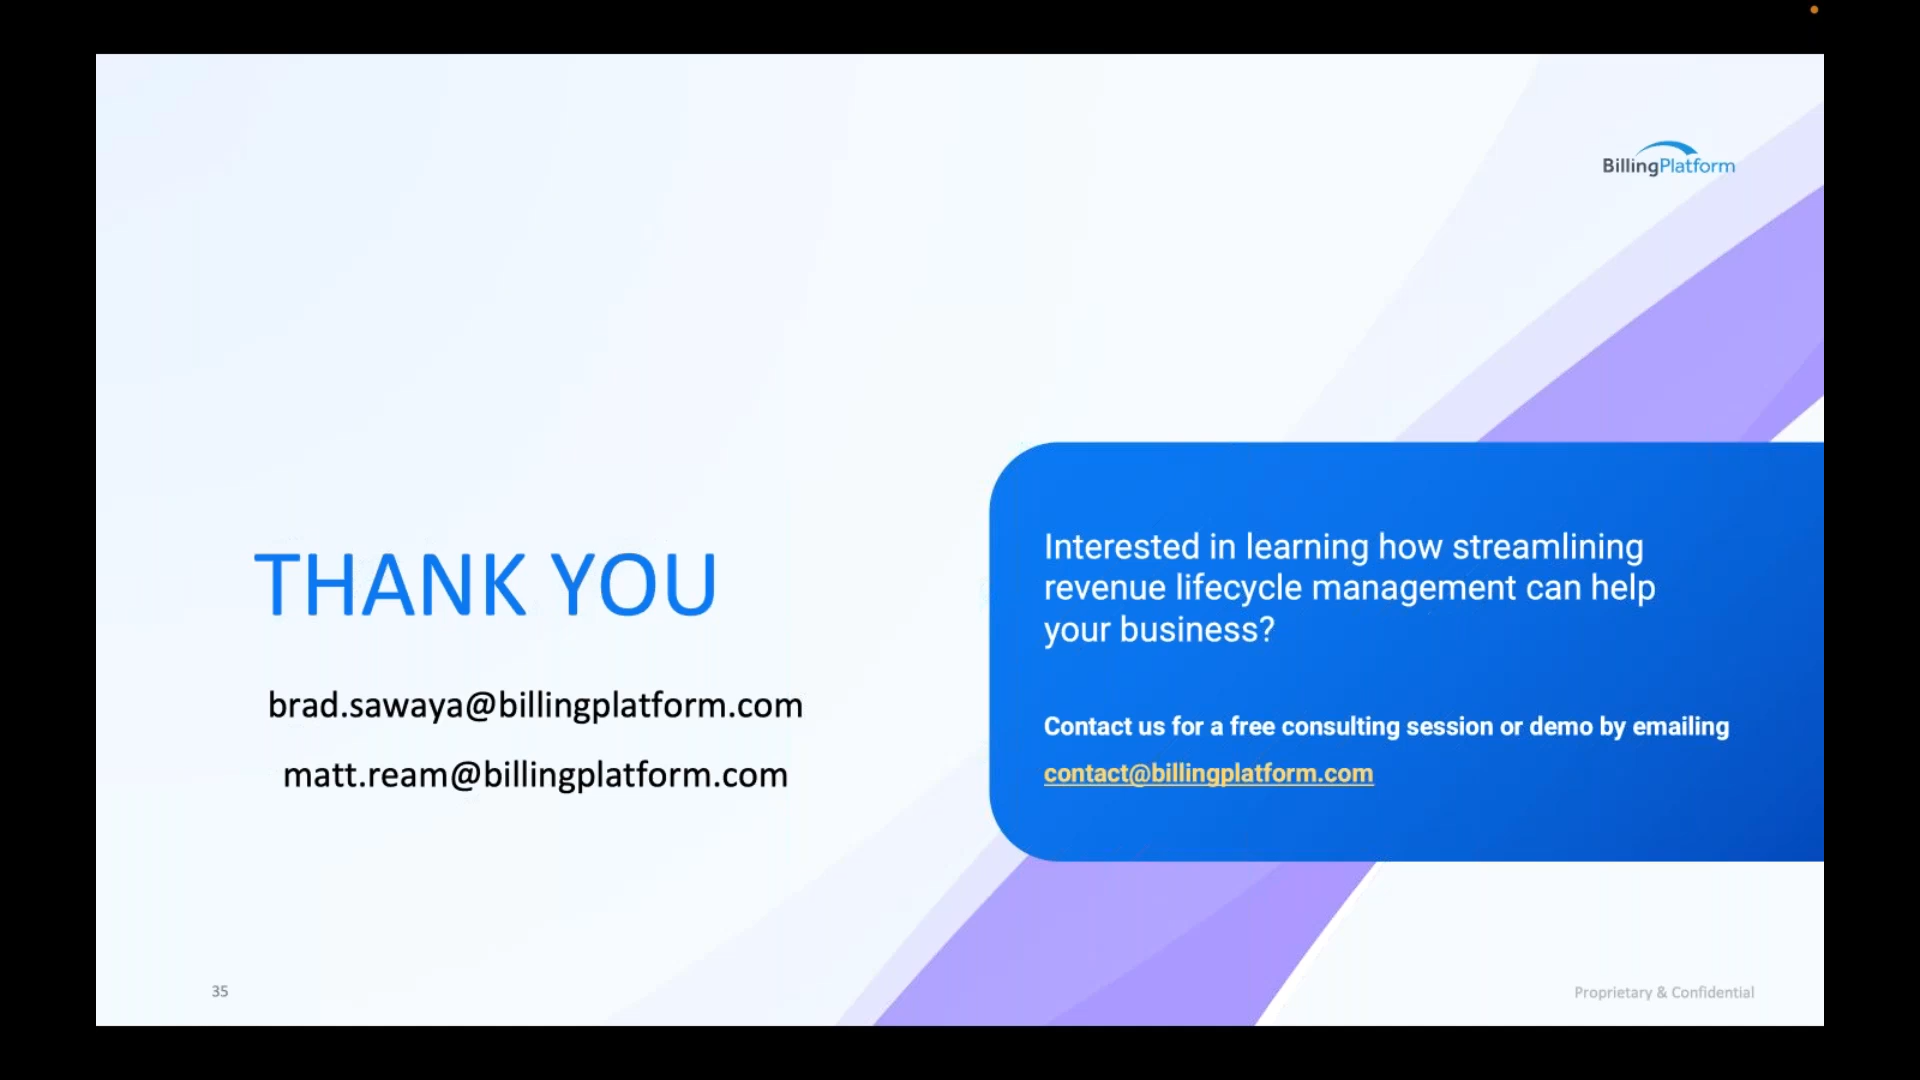 BillingPlatform
THANK YOU
brad.sawaya@billingplatform.com
matt.ream@billingplatform.com
Interested in learning how streamlining
revenue lifecycle management can help
your business?
Contact us for a free consulting session or demo by emailing
contact@billingplatform.com
35
Proprietary & Confidential